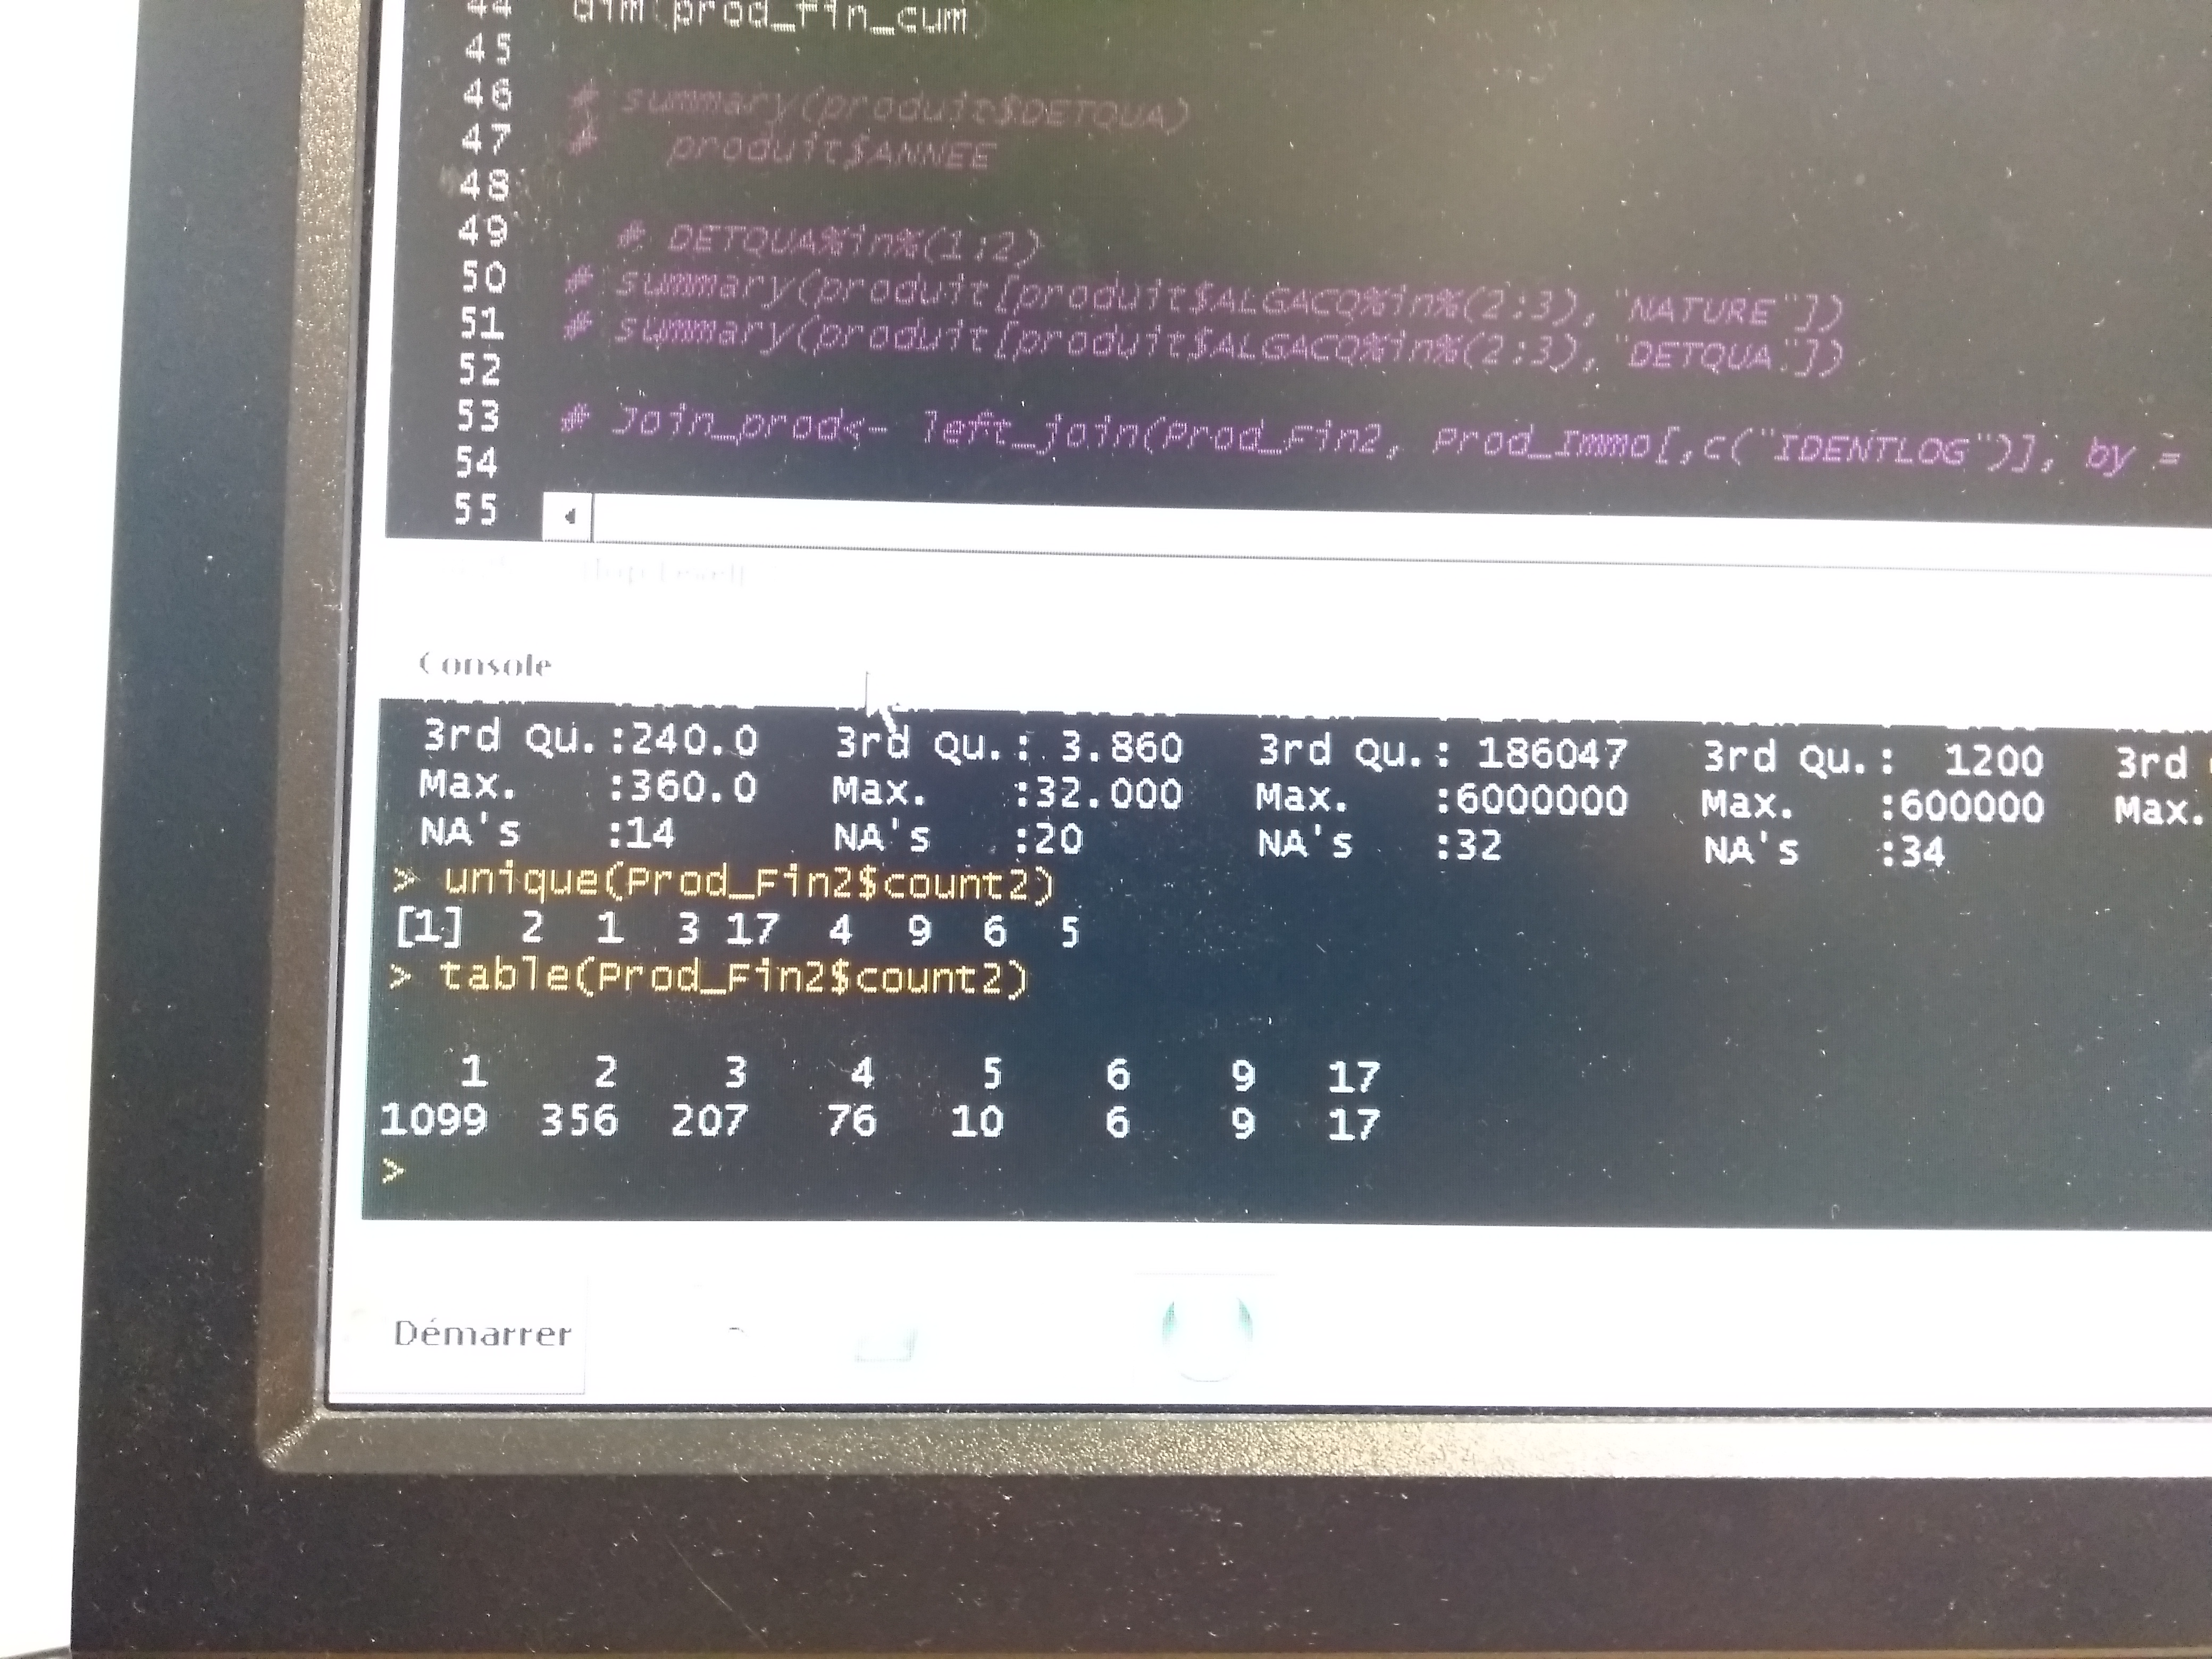 44 dim(prod_fin_cum)
45
46 # summary(produit$DETQUA)
47 #   produit$ANNEE
48
49   # DETQUA%in%(1:2)
50 # summary(produit[produit$ALGACQ%in%(2:3),"NATURE"])
51 # summary(produit[produit$ALGACQ%in%(2:3),"DETQUA"])
52
53 # Join_prod<- left_join(Prod_Fin2, Prod_Immo[,c("IDENTLOG")], by =
54
55
(Top Level)
Console
3rd Qu.:240.0   3rd Qu.: 3.860   3rd Qu.: 186047   3rd Qu.:  1200   3rd
Max.   :360.0   Max.   :32.000   Max.   :6000000   Max.   :600000   Max.
NA's   :14      NA's   :20       NA's   :32        NA's   :34
> unique(Prod_Fin2$count2)
[1]  2  1  3 17  4  9  6  5
> table(Prod_Fin2$count2)
   1    2    3    4    5    6    9   17
1099  356  207   76   10    6    9   17
>
Démarrer